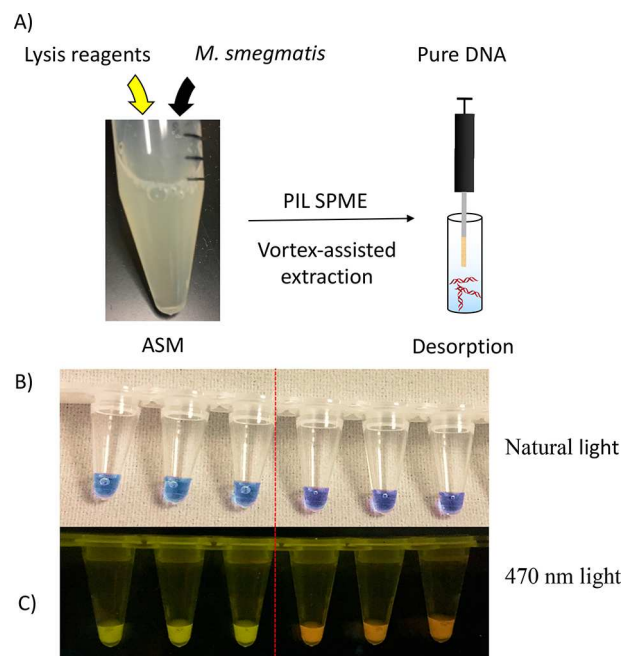 A)
Lysis reagents
M. smegmatis
Pure DNA
PIL SPME
Vortex-assisted
extraction
ASM
Desorption
B)
Natural light
470 nm light
C)